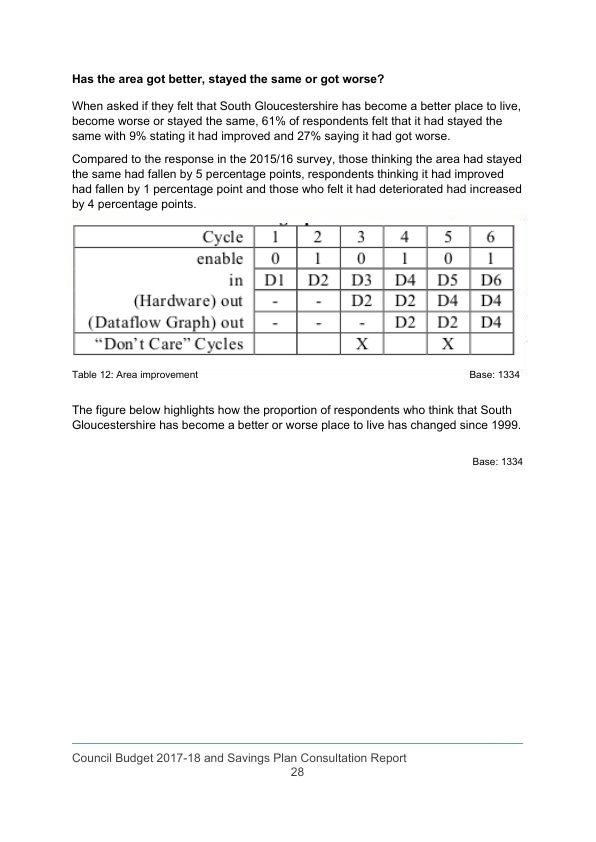 Has the area got better, stayed the same or got worse?
When asked if they felt that South Gloucestershire has become a better place to live,
become worse or stayed the same, 61% of respondents felt that it had stayed the
same with 9% stating it had improved and 27% saying it had got worse.
Compared to the response in the 2015/16 survey, those thinking the area had stayed
the same had fallen by 5 percentage points, respondents thinking it had improved
had fallen by 1 percentage point and those who felt it had deteriorated had increased
by 4 percentage points.
Cycle 1 2 3 4 5 6
enable 0 1 0 1 0 1
in D1 D2 D3 D4 D5 D6
(Hardware) out - - D2 D2 D4 D4
(Dataflow Graph) out - - - D2 D2 D4
“Don’t Care” Cycles X X
Table 12: Area improvement Base: 1334
The figure below highlights how the proportion of respondents who think that South
Gloucestershire has become a better or worse place to live has changed since 1999.
Base: 1334
Council Budget 2017-18 and Savings Plan Consultation Report
28